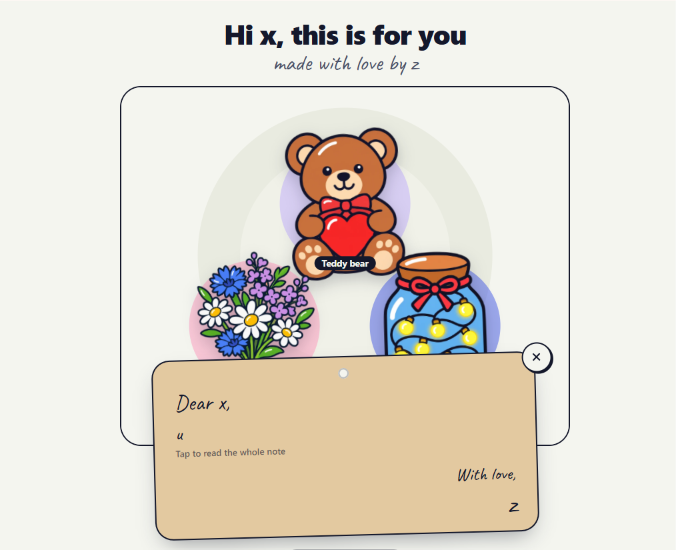 Hi x, this is for you
made with love by z
Teddy bear
Dear x,
u
Tap to read the whole note
With love,
z